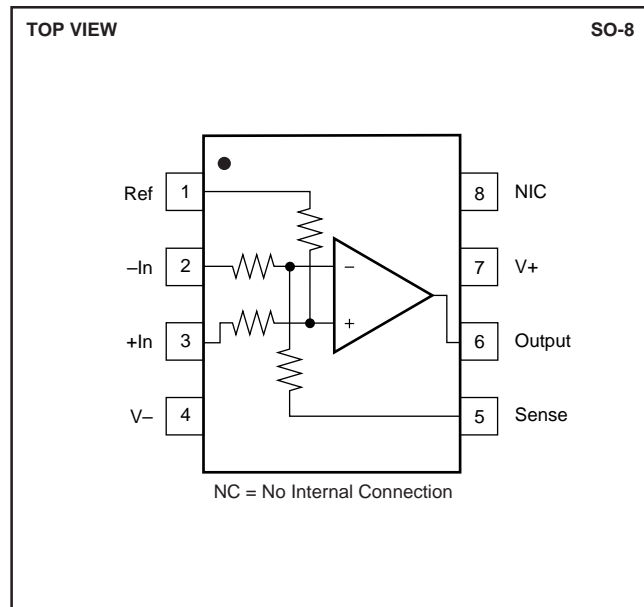 TOP VIEW SO-8
Ref 1 8 NIC
–In 2 – 7 V+
+In 3 + 6 Output
V– 4 5 Sense
NC = No Internal Connection